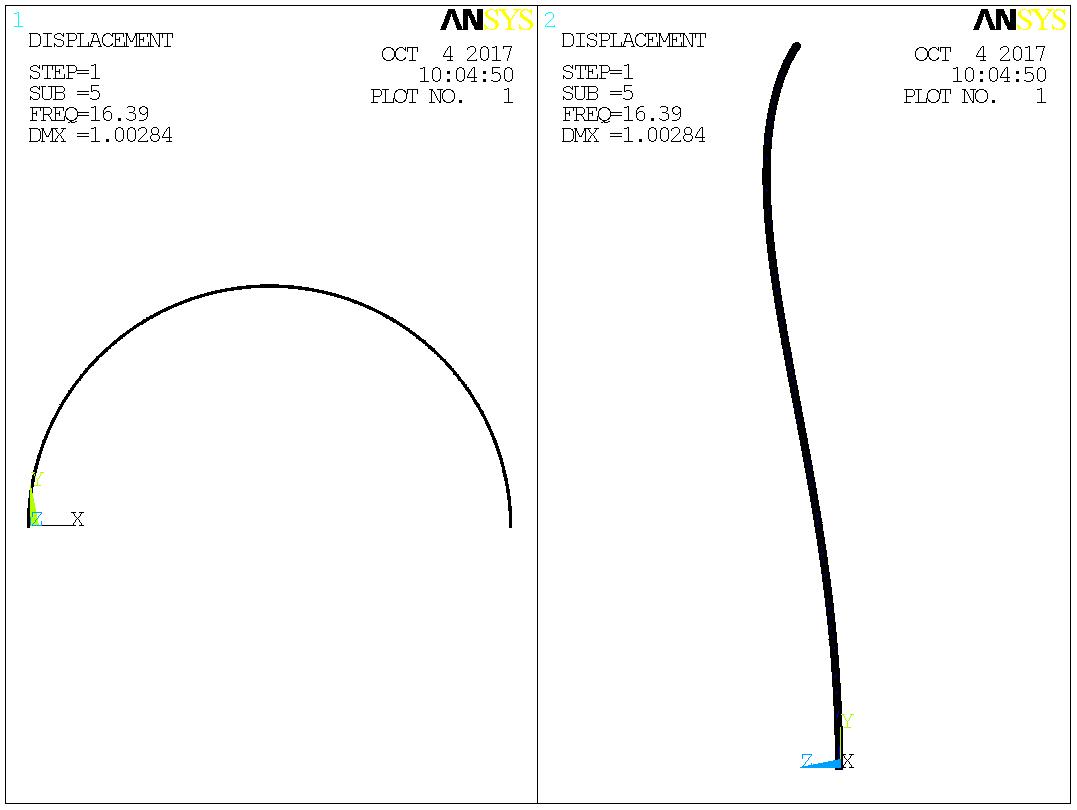 1
ANSYS
DISPLACEMENT
STEP=1
SUB =5
FREQ=16.39
DMX =1.00284
OCT  4 2017
10:04:50
PLOT NO.   1
Y
Z X
2
ANSYS
DISPLACEMENT
STEP=1
SUB =5
FREQ=16.39
DMX =1.00284
OCT  4 2017
10:04:50
PLOT NO.   1
Y
Z X